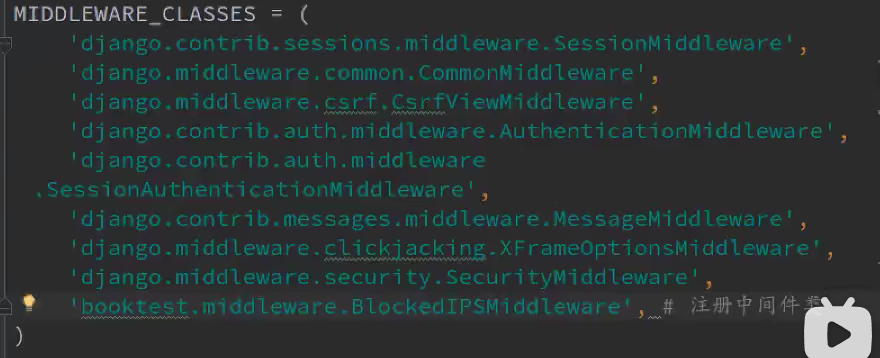 MIDDLEWARE_CLASSES = (
'django.contrib.sessions.middleware.SessionMiddleware',
'django.middleware.common.CommonMiddleware',
'django.middleware.csrf.CsrfViewMiddleware',
'django.contrib.auth.middleware.AuthenticationMiddleware',
'django.contrib.auth.middleware
.SessionAuthenticationMiddleware',
'django.contrib.messages.middleware.MessageMiddleware',
'django.middleware.clickjacking.XFrameOptionsMiddleware',
'django.middleware.security.SecurityMiddleware',
'booktest.middleware.BlockedIPSMiddleware', # 注册中间件类
)